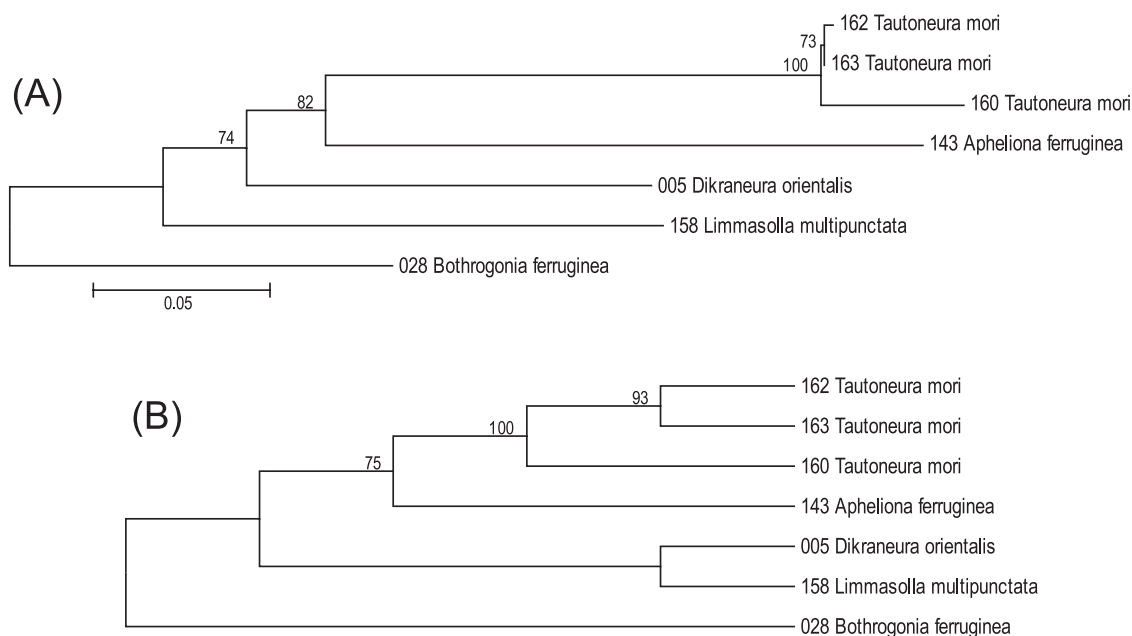 162 Tautoneura mori
73
163 Tautoneura mori
100
(A)
82
160 Tautoneura mori
74
143 Apheliona ferruginea
005 Dikraneura orientalis
158 Limmasolla multipunctata
028 Bothrogonia ferruginea
0.05
162 Tautoneura mori
93
(B)
163 Tautoneura mori
100
75
160 Tautoneura mori
143 Apheliona ferruginea
005 Dikraneura orientalis
158 Limmasolla multipunctata
028 Bothrogonia ferruginea